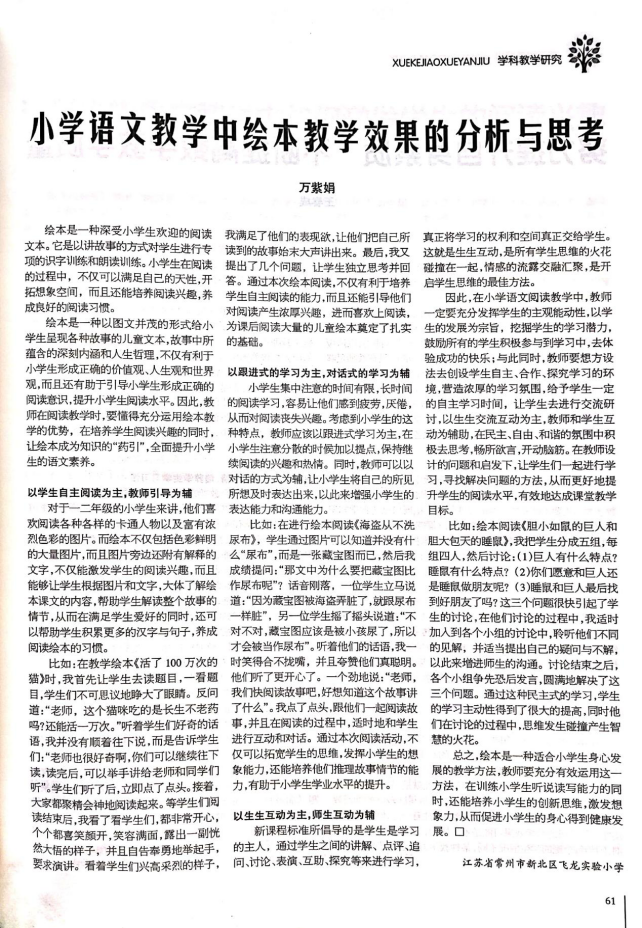 XUEKEJIAOXUEYANJIU 学科教学研究
小学语文教学中绘本教学效果的分析与思考
万紫娟
绘本是一种深受小学生欢迎的阅读
文本。它是以讲故事的方式对学生进行专
项的识字训练和朗读训练。小学生在阅读
的过程中，不仅可以满足自己的天性，开
拓想象空间，而且还能培养阅读兴趣，养
成良好的阅读习惯。
绘本是一种以图文并茂的形式给小
学生呈现各种故事的儿童文本，故事中所
蕴含的深刻内涵和人生哲理，不仅有利于
小学生形成正确的价值观、人生观和世界
观，而且还有助于引导小学生形成正确的
阅读意识，提升小学生阅读水平。因此，教
师在阅读教学时，要懂得充分运用绘本教
学的优势，在培养学生阅读兴趣的同时，
让绘本成为知识的“药引”，全面提升小学
生的语文素养。
以学生自主阅读为主，教师引导为辅
对于一二年级的小学生来讲，他们喜
欢阅读各种各样的卡通人物以及富有浓
烈色彩的图片。而绘本不仅包括色彩鲜明
的大量图片，而且图片旁边还附有解释的
文字，不仅能激发学生的阅读兴趣，而且
能够让学生根据图片和文字，大体了解绘
本课文的内容，帮助学生解读整个故事的
情节，从而在满足学生爱好的同时，还可
以帮助学生积累更多的汉字与句子，养成
阅读绘本的习惯。
比如：在教学绘本《活了 100 万次的
猫》时，我首先让学生去读题目，一看题
目，学生们不可思议地睁大了眼睛。反问
道：“老师，这个猫咪吃的是长生不老药
吗？还能活一万次。”听着学生们好奇的话
语，我并没有顺着往下说，而是告诉学生
们：“老师也很好奇啊，你们可以继续往下
读，读完后，可以举手讲给老师和同学们
听”。学生们听了后，立即点了点头。接着，
大家都聚精会神地阅读起来。等学生们阅
读结束后，我看了看学生们，都非常开心，
个个都喜笑颜开，笑容满面，露出一副恍
然大悟的样子，并且自告奋勇地举起手，
要求演讲。看着学生们兴高采烈的样子，
我满足了他们的表现欲，让他们把自己所
读到的故事始末大声讲出来。最后，我又
提出了几个问题，让学生独立思考并回
答。通过本次绘本阅读，不仅有利于培养
学生自主阅读的能力，而且还能引导他们
对阅读产生浓厚兴趣，进而喜欢上阅读，
为课后阅读大量的儿童绘本奠定了扎实
的基础。
以跟进式的学习为主，对话式的学习为辅
小学生集中注意的时间有限，长时间
的阅读学习，容易让他们感到疲劳，厌倦，
从而对阅读丧失兴趣。考虑到小学生的这
种特点，教师应该以跟进式学习为主，在
小学生注意分散的时候加以提点，保持继
续阅读的兴趣和热情。同时，教师可以以
对话的方式为辅，让小学生将自己的所见
所想及时表达出来，以此来增强小学生的
表达能力和沟通能力。
比如：在进行绘本阅读《海盗从不洗
尿布》，学生通过图片可以知道并没有什
么“尿布”，而是一张藏宝图而已，然后我
成绩提问：“那文中为什么要把藏宝图比
作尿布呢”？话音刚落，一位学生立马说
道：“因为藏宝图被海盗弄脏了，就跟尿布
一样脏”，另一位学生摇了摇头说道：“不
对不对，藏宝图应该是被小孩尿了，所以
才会被当作尿布”。听着他们的话语，我一
时笑得合不拢嘴，并且夸赞他们真聪明。
他们听了更开心了。一个劲地说：“老师，
我们快阅读故事吧，好想知道这个故事讲
了什么”。我点了点头，跟他们一起阅读故
事，并且在阅读的过程中，适时地和学生
进行互动和对话。通过本次阅读活动，不
仅可以拓宽学生的思维，发挥小学生的想
象能力，还能培养他们推理故事情节的能
力，有助于小学生学业水平的提升。
以生生互动为主，师生互动为辅
新课程标准所倡导的是学生是学习
的主人，通过学生之间的讲解、点评、追
问、讨论、表演、互助、探究等来进行学习，
真正将学习的权利和空间真正交给学生。
这就是生生互动，是所有学生思维的火花
碰撞在一起，情感的流露交融汇聚，是开
启学生思维的最佳方法。
因此，在小学语文阅读教学中，教师
一定要充分发挥学生的主观能动性，以学
生的发展为宗旨，挖掘学生的学习潜力，
鼓励所有的学生积极参与到学习中，去体
验成功的快乐；与此同时，教师要想方设
法去创设学生自主、合作、探究学习的环
境，营造浓厚的学习氛围，给予学生一定
的自主学习时间，让学生去进行交流研
讨，以生生交流互动为主，教师和学生互
动为辅助，在民主、自由、和谐的氛围中积
极去思考，畅所欲言，开动脑筋。在教师设
计的问题和启发下，让学生们一起进行学
习，寻找解决问题的方法，从而更好地提
升学生的阅读水平，有效地达成课堂教学
目标。
比如：绘本阅读《胆小如鼠的巨人和
胆大包天的睡鼠》，我把学生分成五组，每
组四人，然后讨论：（1）巨人有什么特点？
睡鼠有什么特点？（2）你们愿意和巨人还
是睡鼠做朋友呢？（3）睡鼠和巨人最后找
到好朋友了吗？这三个问题很快引起了学
生的讨论，在他们讨论的过程中，我适时
加入到各个小组的讨论中，聆听他们不同
的见解，并适当提出自己的疑问与不解，
以此来增进师生的沟通。讨论结束之后，
各个小组争先恐后发言，圆满地解决了这
三个问题。通过这种民主式的学习，学生
的学习主动性得到了很大的提高，同时他
们在讨论的过程中，思维发生碰撞产生智
慧的火花。
总之，绘本是一种适合小学生身心发
展的教学方法，教师要充分有效运用这一
方法，在训练小学生听说读写能力的同
时，还能培养小学生的创新思维，激发想
象力，从而促进小学生的身心得到健康发
展。□
江苏省常州市新北区飞龙实验小学
61